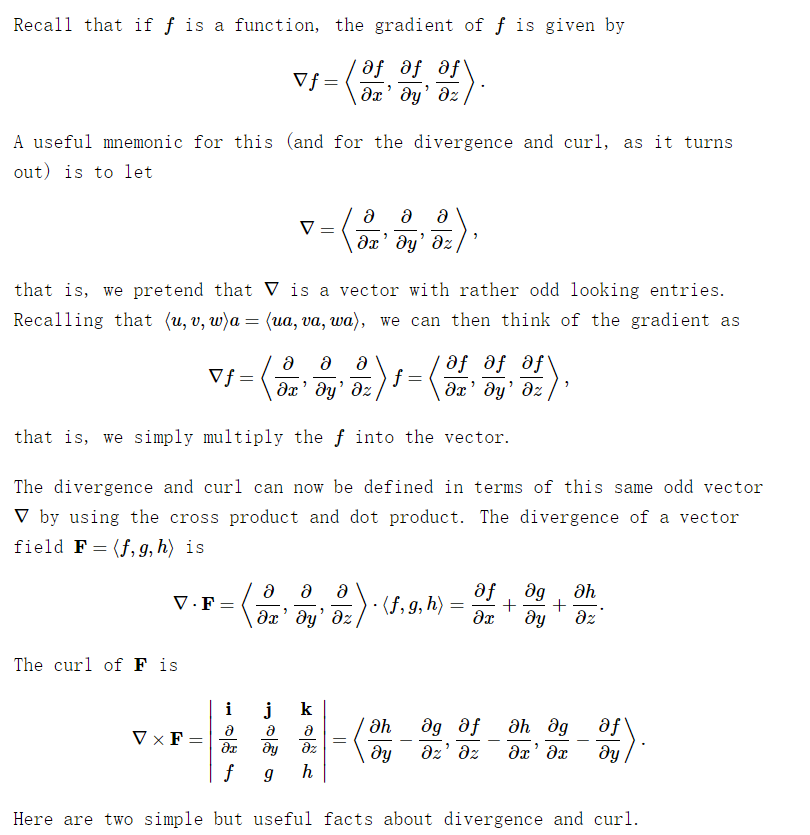 Recall that if f is a function, the gradient of f is given by
∇f = ⟨∂f/∂x, ∂f/∂y, ∂f/∂z⟩.
A useful mnemonic for this (and for the divergence and curl, as it turns
out) is to let
∇ = ⟨∂/∂x, ∂/∂y, ∂/∂z⟩,
that is, we pretend that ∇ is a vector with rather odd looking entries.
Recalling that ⟨u, v, w⟩a = ⟨ua, va, wa⟩, we can then think of the gradient as
∇f = ⟨∂/∂x, ∂/∂y, ∂/∂z⟩ f = ⟨∂f/∂x, ∂f/∂y, ∂f/∂z⟩,
that is, we simply multiply the f into the vector.
The divergence and curl can now be defined in terms of this same odd vector
∇ by using the cross product and dot product. The divergence of a vector
field F = ⟨f, g, h⟩ is
∇ · F = ⟨∂/∂x, ∂/∂y, ∂/∂z⟩ · ⟨f, g, h⟩ = ∂f/∂x + ∂g/∂y + ∂h/∂z.
The curl of F is
∇ × F = | i j k ; ∂/∂x ∂/∂y ∂/∂z ; f g h | = ⟨∂h/∂y − ∂g/∂z, ∂f/∂z − ∂h/∂x, ∂g/∂x − ∂f/∂y⟩.
Here are two simple but useful facts about divergence and curl.